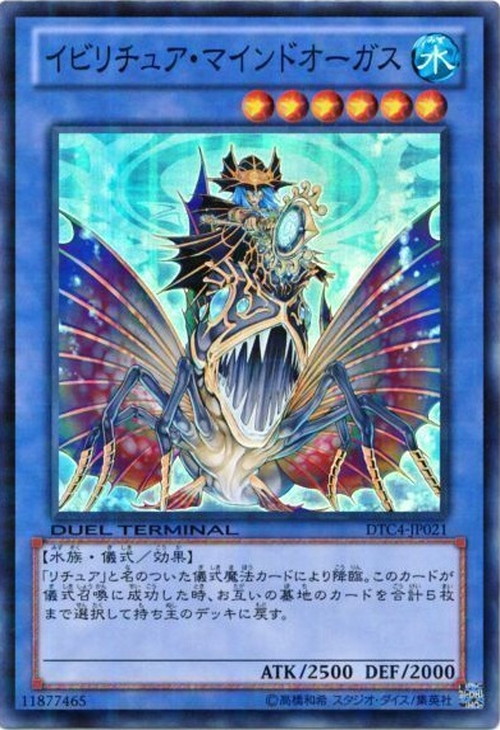 イビリチュア・マインドオーガス
水
DUEL TERMINAL
DTC4-JP021
【水族・儀式／効果】
「リチュア」と名のついた儀式魔法カードにより降臨。このカードが
儀式召喚に成功した時、お互いの墓地のカードを合計５枚
まで選択して持ち主のデッキに戻す。
ATK/2500 DEF/2000
11877465
©高橋和希 スタジオ・ダイス/集英社